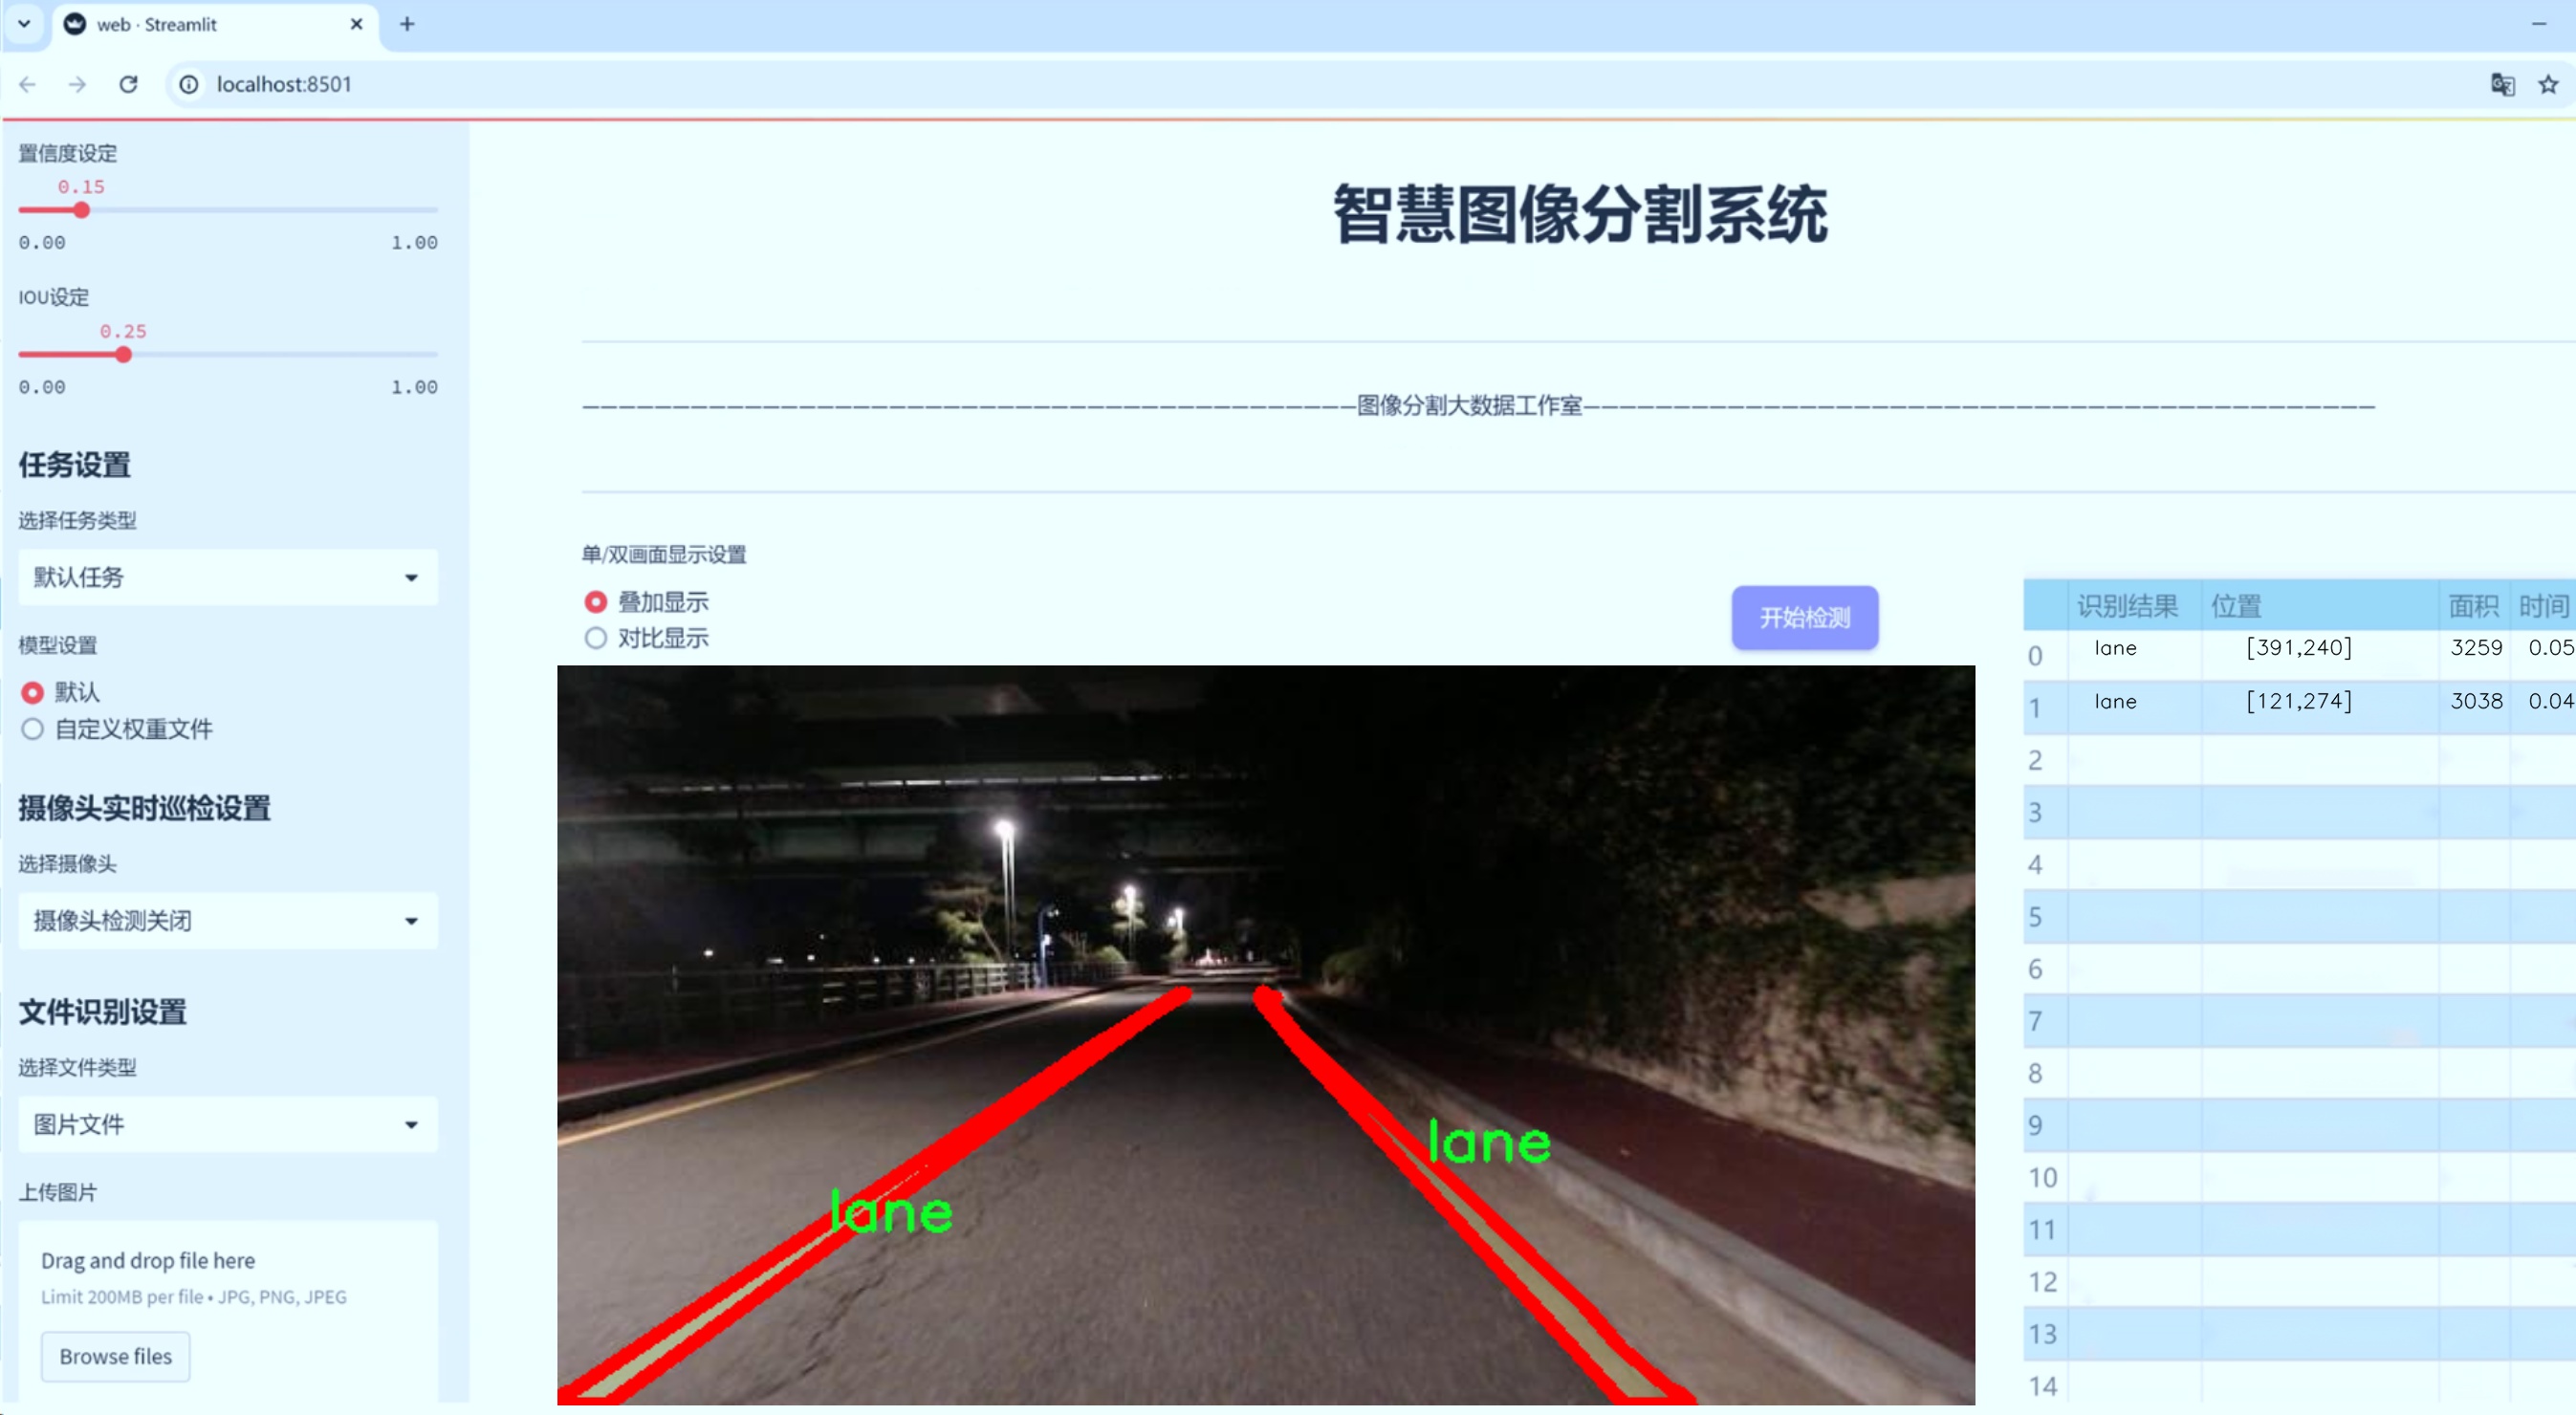 web · Streamlit
localhost:8501
置信度设定
0.15
0.00 1.00
IOU设定
0.25
0.00 1.00
任务设置
选择任务类型
默认任务
模型设置
默认
自定义权重文件
摄像头实时巡检设置
选择摄像头
摄像头检测关闭
文件识别设置
选择文件类型
图片文件
上传图片
Drag and drop file here
Limit 200MB per file • JPG, PNG, JPEG
Browse files
智慧图像分割系统
———————————————————————————————————————————图像分割大数据工作室————————————————————————————————————————————
单/双画面显示设置
叠加显示
对比显示
开始检测
lane
lane
识别结果 位置 面积 时间
0 lane [391,240] 3259 0.05
1 lane [121,274] 3038 0.04
2
3
4
5
6
7
8
9
10
11
12
13
14